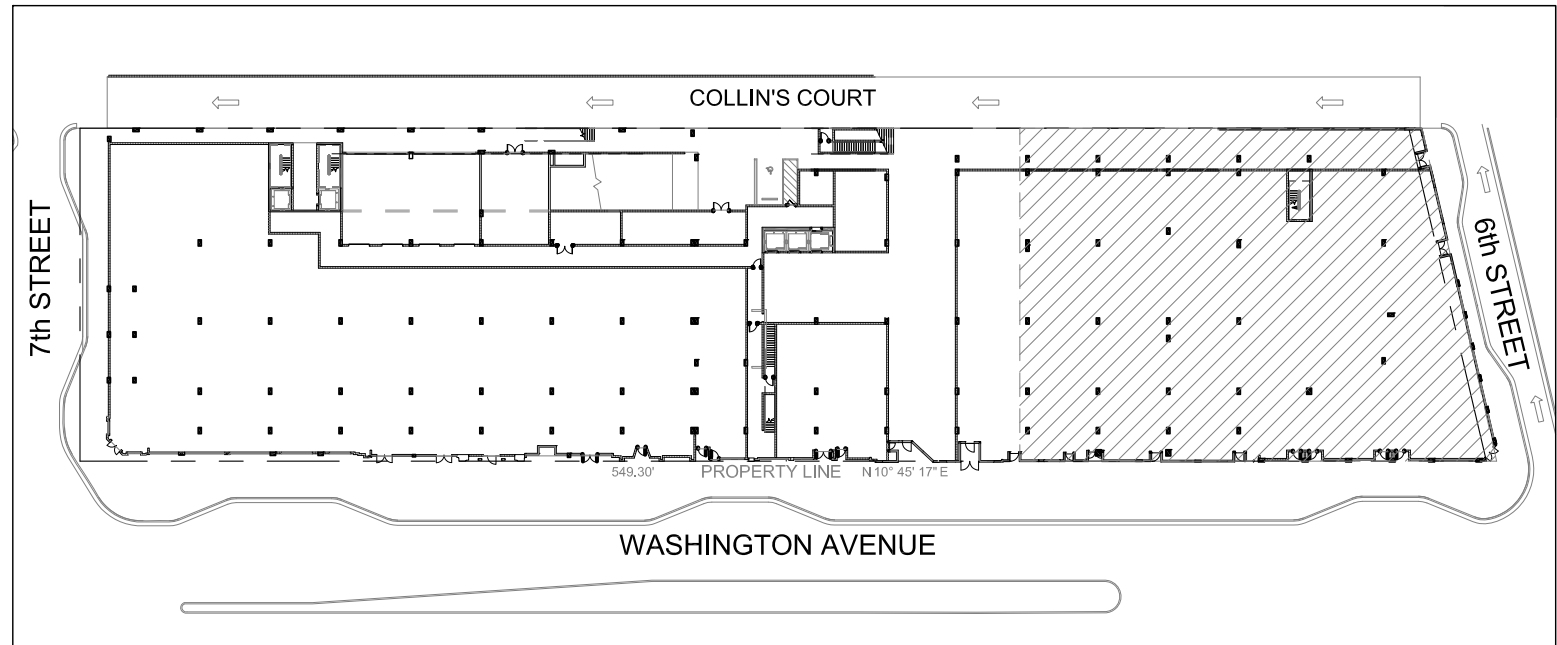 COLLIN'S COURT
7th STREET
6th STREET
549.30' PROPERTY LINE N 10° 45' 17" E
WASHINGTON AVENUE